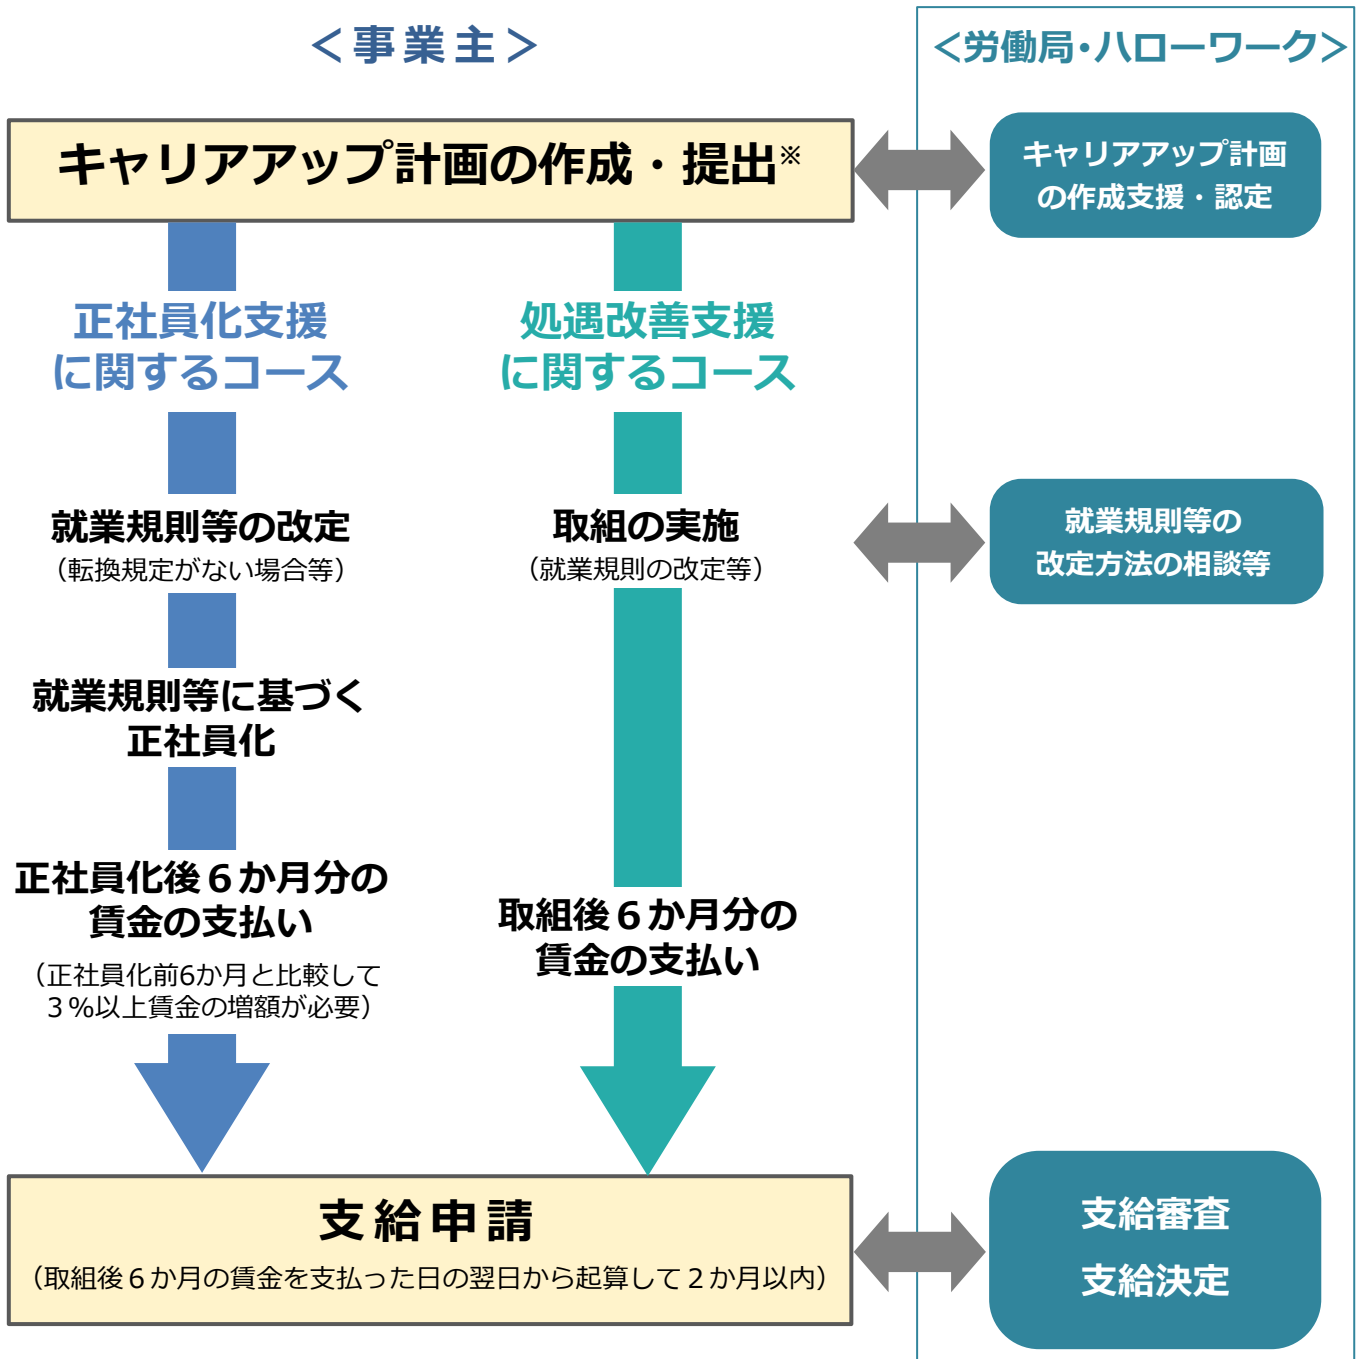 ＜事業主＞
＜労働局・ハローワーク＞
キャリアアップ計画の作成・提出※
キャリアアップ計画
の作成支援・認定
正社員化支援
に関するコース
処遇改善支援
に関するコース
就業規則等の改定
（転換規定がない場合等）
取組の実施
（就業規則の改定等）
就業規則等の
改定方法の相談等
就業規則等に基づく
正社員化
正社員化後６か月分の
賃金の支払い
（正社員化前6か月と比較して
３%以上賃金の増額が必要）
取組後６か月分の
賃金の支払い
支給申請
（取組後６か月の賃金を支払った日の翌日から起算して２か月以内）
支給審査
支給決定